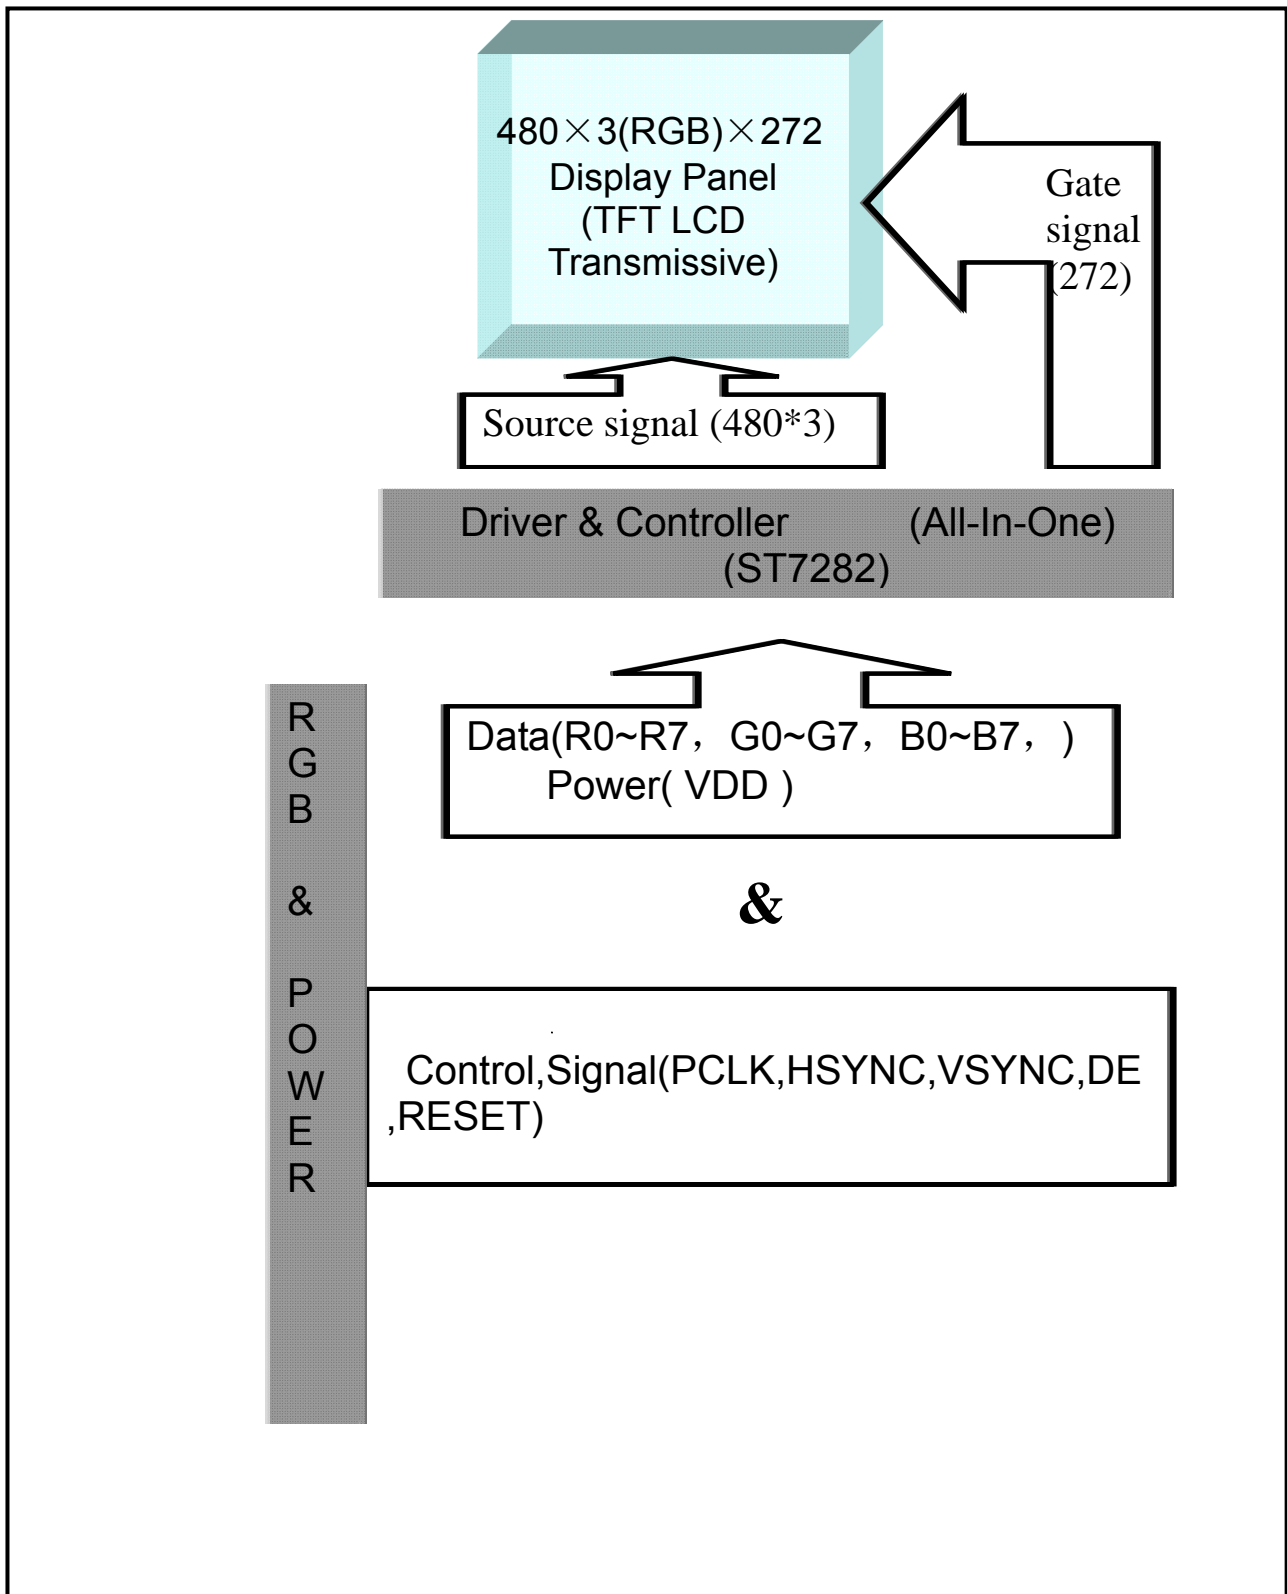 480×3(RGB)×272
Display Panel
(TFT LCD
Transmissive)
Gate
signal
(272)
Source signal (480*3)
Driver & Controller (All-In-One)
(ST7282)
R
G
B
&
P
O
W
E
R
Data(R0~R7，G0~G7，B0~B7，)
Power( VDD )
&
Control,Signal(PCLK,HSYNC,VSYNC,DE
,RESET)